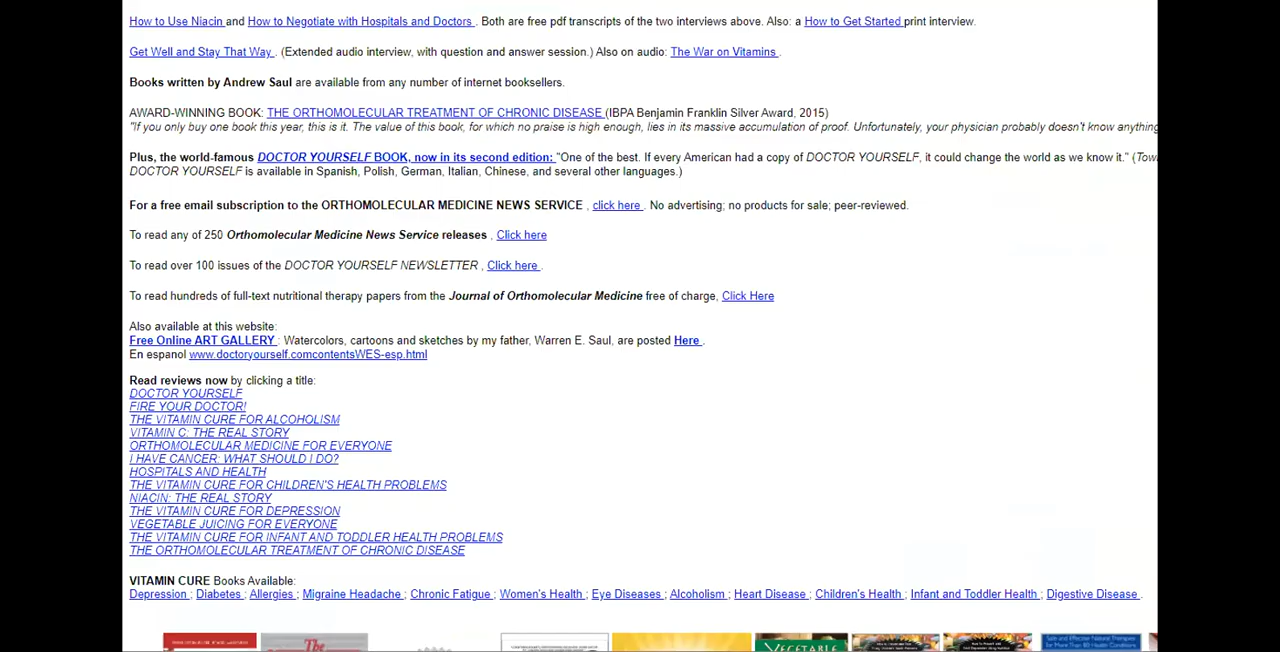 How to Use Niacin and How to Negotiate with Hospitals and Doctors . Both are free pdf transcripts of the two interviews above. Also: a How to Get Started print interview.
Get Well and Stay That Way . (Extended audio interview, with question and answer session.) Also on audio: The War on Vitamins .
Books written by Andrew Saul are available from any number of internet booksellers.
AWARD-WINNING BOOK: THE ORTHOMOLECULAR TREATMENT OF CHRONIC DISEASE (IBPA Benjamin Franklin Silver Award, 2015)
"If you only buy one book this year, this is it. The value of this book, for which no praise is high enough, lies in its massive accumulation of proof. Unfortunately, your physician probably doesn't know anything
Plus, the world-famous DOCTOR YOURSELF BOOK, now in its second edition: "One of the best. If every American had a copy of DOCTOR YOURSELF, it could change the world as we know it." (Tow
DOCTOR YOURSELF is available in Spanish, Polish, German, Italian, Chinese, and several other languages.)
For a free email subscription to the ORTHOMOLECULAR MEDICINE NEWS SERVICE , click here . No advertising; no products for sale; peer-reviewed.
To read any of 250 Orthomolecular Medicine News Service releases , Click here
To read over 100 issues of the DOCTOR YOURSELF NEWSLETTER , Click here .
To read hundreds of full-text nutritional therapy papers from the Journal of Orthomolecular Medicine free of charge, Click Here
Also available at this website:
Free Online ART GALLERY : Watercolors, cartoons and sketches by my father, Warren E. Saul, are posted Here .
En espanol www.doctoryourself.comcontentsWES-esp.html
Read reviews now by clicking a title:
DOCTOR YOURSELF
FIRE YOUR DOCTOR!
THE VITAMIN CURE FOR ALCOHOLISM
VITAMIN C: THE REAL STORY
ORTHOMOLECULAR MEDICINE FOR EVERYONE
I HAVE CANCER: WHAT SHOULD I DO?
HOSPITALS AND HEALTH
THE VITAMIN CURE FOR CHILDREN'S HEALTH PROBLEMS
NIACIN: THE REAL STORY
THE VITAMIN CURE FOR DEPRESSION
VEGETABLE JUICING FOR EVERYONE
THE VITAMIN CURE FOR INFANT AND TODDLER HEALTH PROBLEMS
THE ORTHOMOLECULAR TREATMENT OF CHRONIC DISEASE
VITAMIN CURE Books Available:
Depression ; Diabetes ; Allergies ; Migraine Headache ; Chronic Fatigue ; Women's Health ; Eye Diseases ; Alcoholism ; Heart Disease ; Children's Health ; Infant and Toddler Health ; Digestive Disease .
The
VEGETABLE